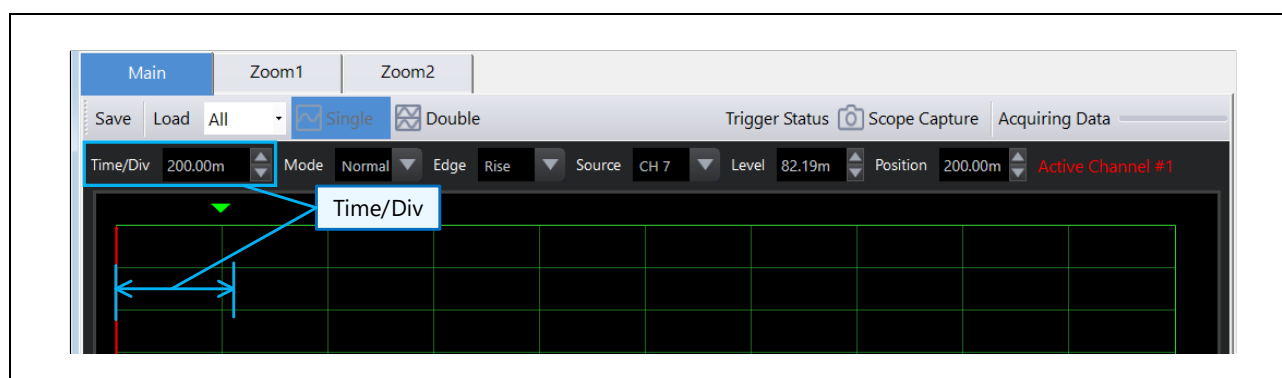 Main Zoom1 Zoom2
Save Load All Single Double Trigger Status Scope Capture Acquiring Data
Time/Div 200.00m Mode Normal Edge Rise Source CH 7 Level 82.19m Position 200.00m Active Channel #1
Time/Div